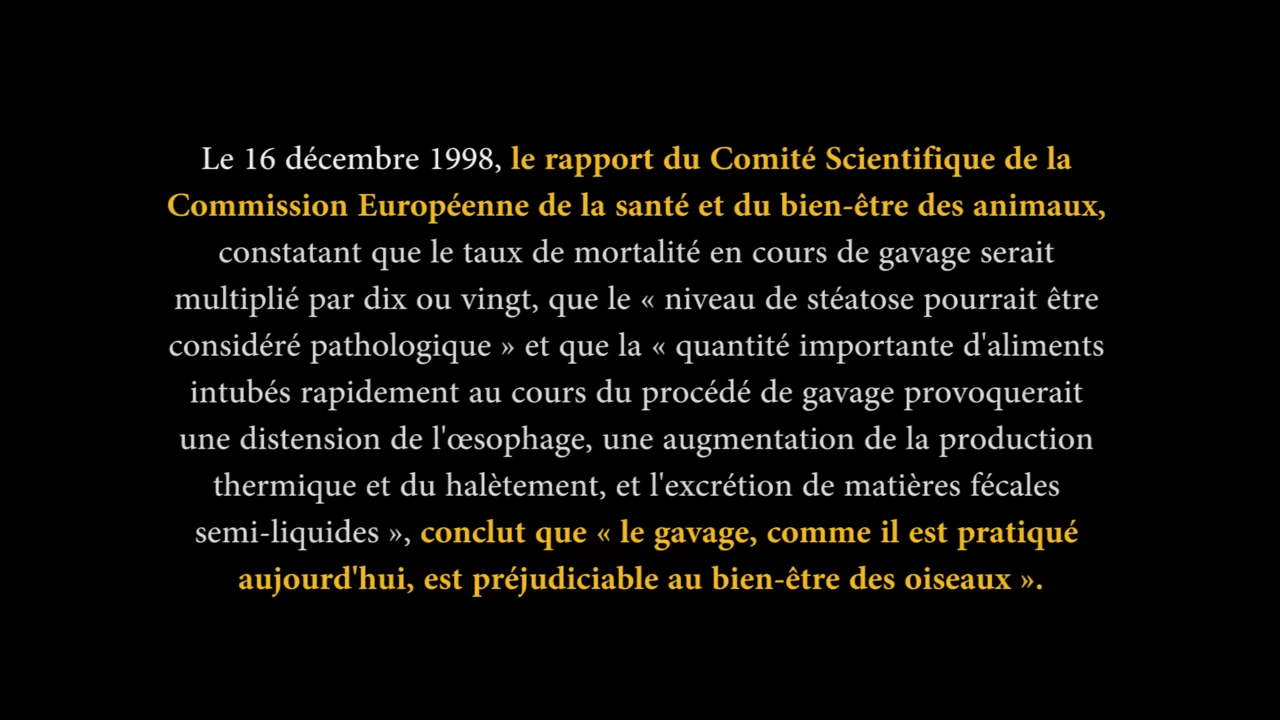 Le 16 décembre 1998, le rapport du Comité Scientifique de la
Commission Européenne de la santé et du bien-être des animaux,
constatant que le taux de mortalité en cours de gavage serait
multiplié par dix ou vingt, que le « niveau de stéatose pourrait être
considéré pathologique » et que la « quantité importante d'aliments
intubés rapidement au cours du procédé de gavage provoquerait
une distension de l'œsophage, une augmentation de la production
thermique et du halètement, et l'excrétion de matières fécales
semi-liquides », conclut que « le gavage, comme il est pratiqué
aujourd'hui, est préjudiciable au bien-être des oiseaux ».